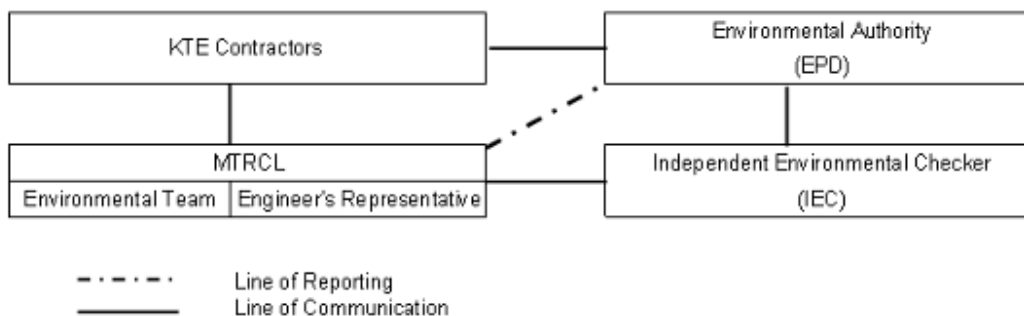 KTE Contractors
Environmental Authority
(EPD)
MTRCL
Environmental Team
Engineer's Representative
Independent Environmental Checker
(IEC)
Line of Reporting
Line of Communication